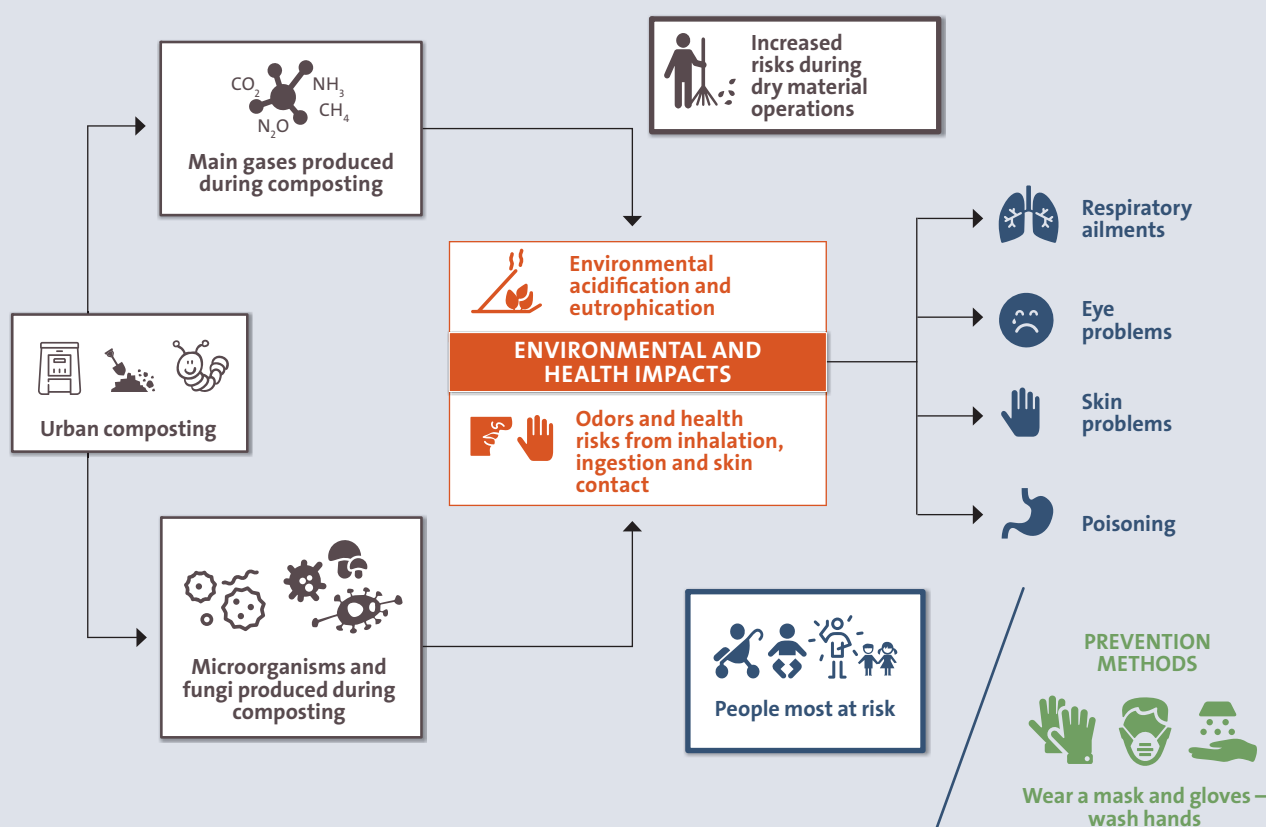 CO₂
NH₃
CH₄
N₂O
Main gases produced
during composting
Increased
risks during
dry material
operations
Urban composting
Environmental
acidification and
eutrophication
ENVIRONMENTAL AND
HEALTH IMPACTS
Odors and health
risks from inhalation,
ingestion and skin
contact
Respiratory
ailments
Eye
problems
Skin
problems
Poisoning
Microorganisms and
fungi produced during
composting
People most at risk
PREVENTION
METHODS
Wear a mask and gloves –
wash hands